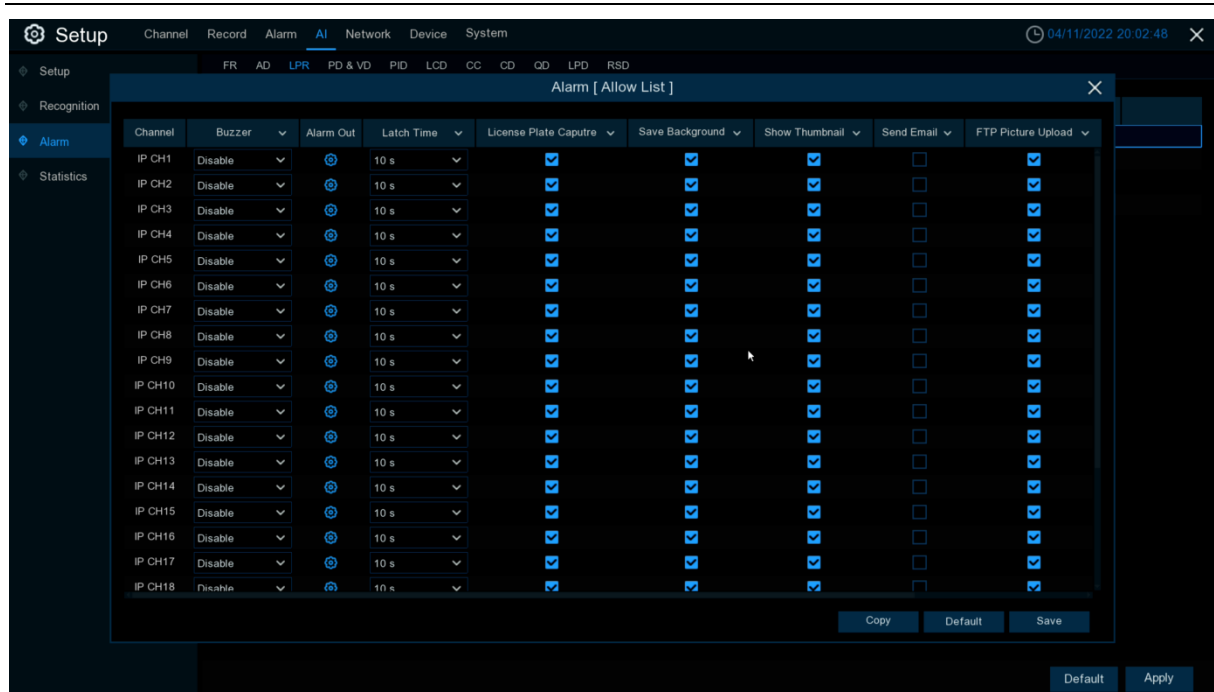 Setup Channel Record Alarm AI Network Device System 04/11/2022 20:02:48
Setup FR AD LPR PD & VD PID LCD CC CD QD LPD RSD
Alarm [ Allow List ]
Recognition
Channel Buzzer Alarm Out Latch Time License Plate Caputre Save Background Show Thumbnail Send Email FTP Picture Upload
Alarm
IP CH1 Disable 10 s
Statistics
IP CH2 Disable 10 s
IP CH3 Disable 10 s
IP CH4 Disable 10 s
IP CH5 Disable 10 s
IP CH6 Disable 10 s
IP CH7 Disable 10 s
IP CH8 Disable 10 s
IP CH9 Disable 10 s
IP CH10 Disable 10 s
IP CH11 Disable 10 s
IP CH12 Disable 10 s
IP CH13 Disable 10 s
IP CH14 Disable 10 s
IP CH15 Disable 10 s
IP CH16 Disable 10 s
IP CH17 Disable 10 s
IP CH18 Disable 10 s
Copy Default Save
Default Apply